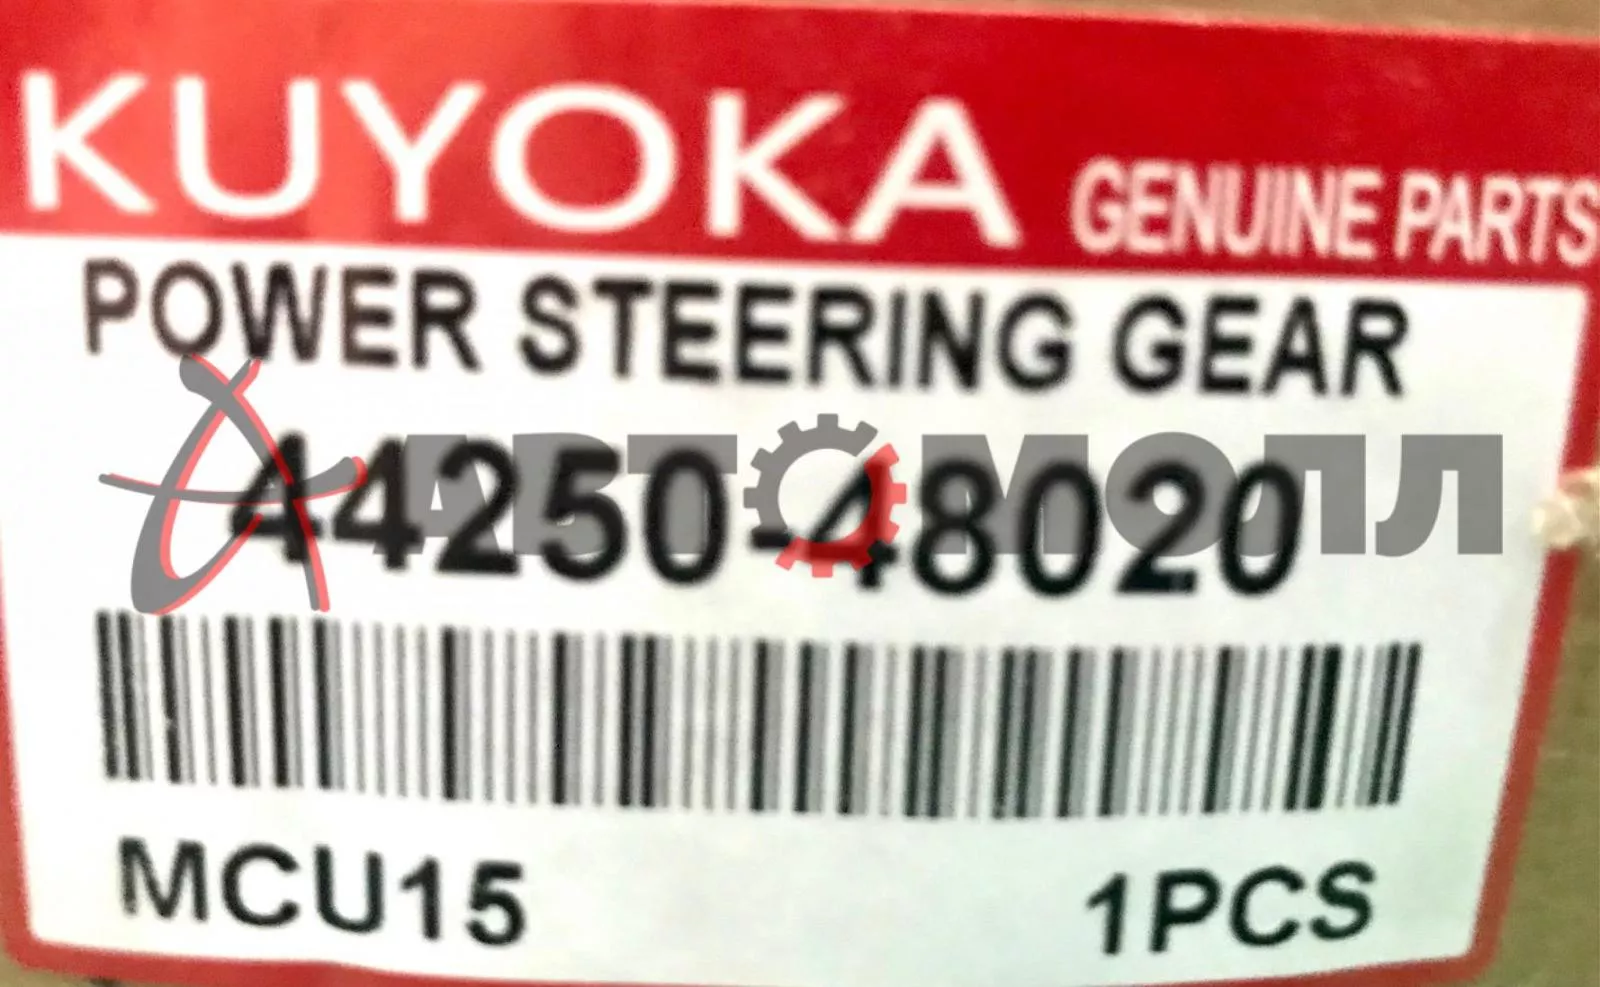 KUYOKA GENUINE PARTS
POWER STEERING GEAR
44250-48020
АВТОМОЛЛ
MCU15 1PCS